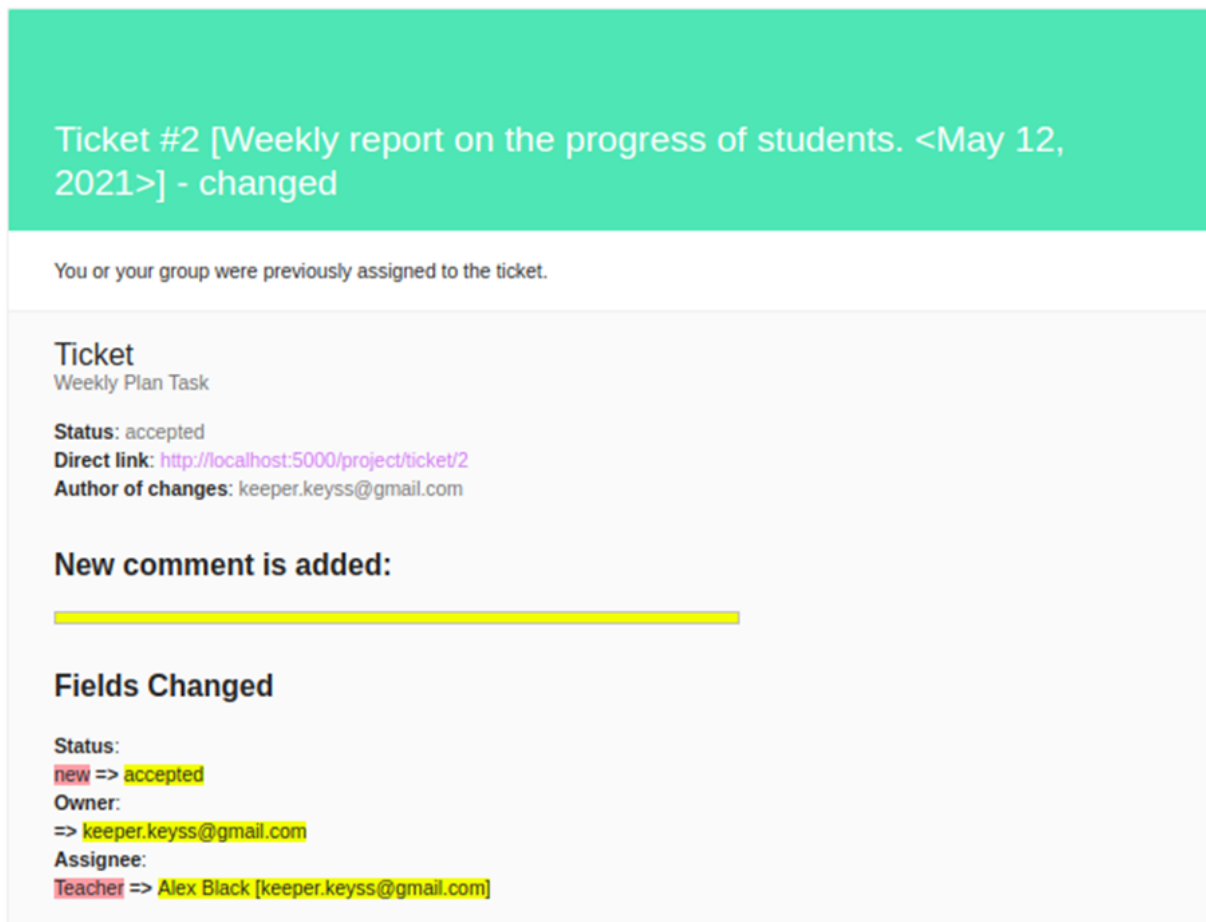 Ticket #2 [Weekly report on the progress of students. <May 12,
2021>] - changed
You or your group were previously assigned to the ticket.
Ticket
Weekly Plan Task
Status: accepted
Direct link: http://localhost:5000/project/ticket/2
Author of changes: keeper.keyss@gmail.com
New comment is added:
Fields Changed
Status:
new => accepted
Owner:
=> keeper.keyss@gmail.com
Assignee:
Teacher => Alex Black [keeper.keyss@gmail.com]